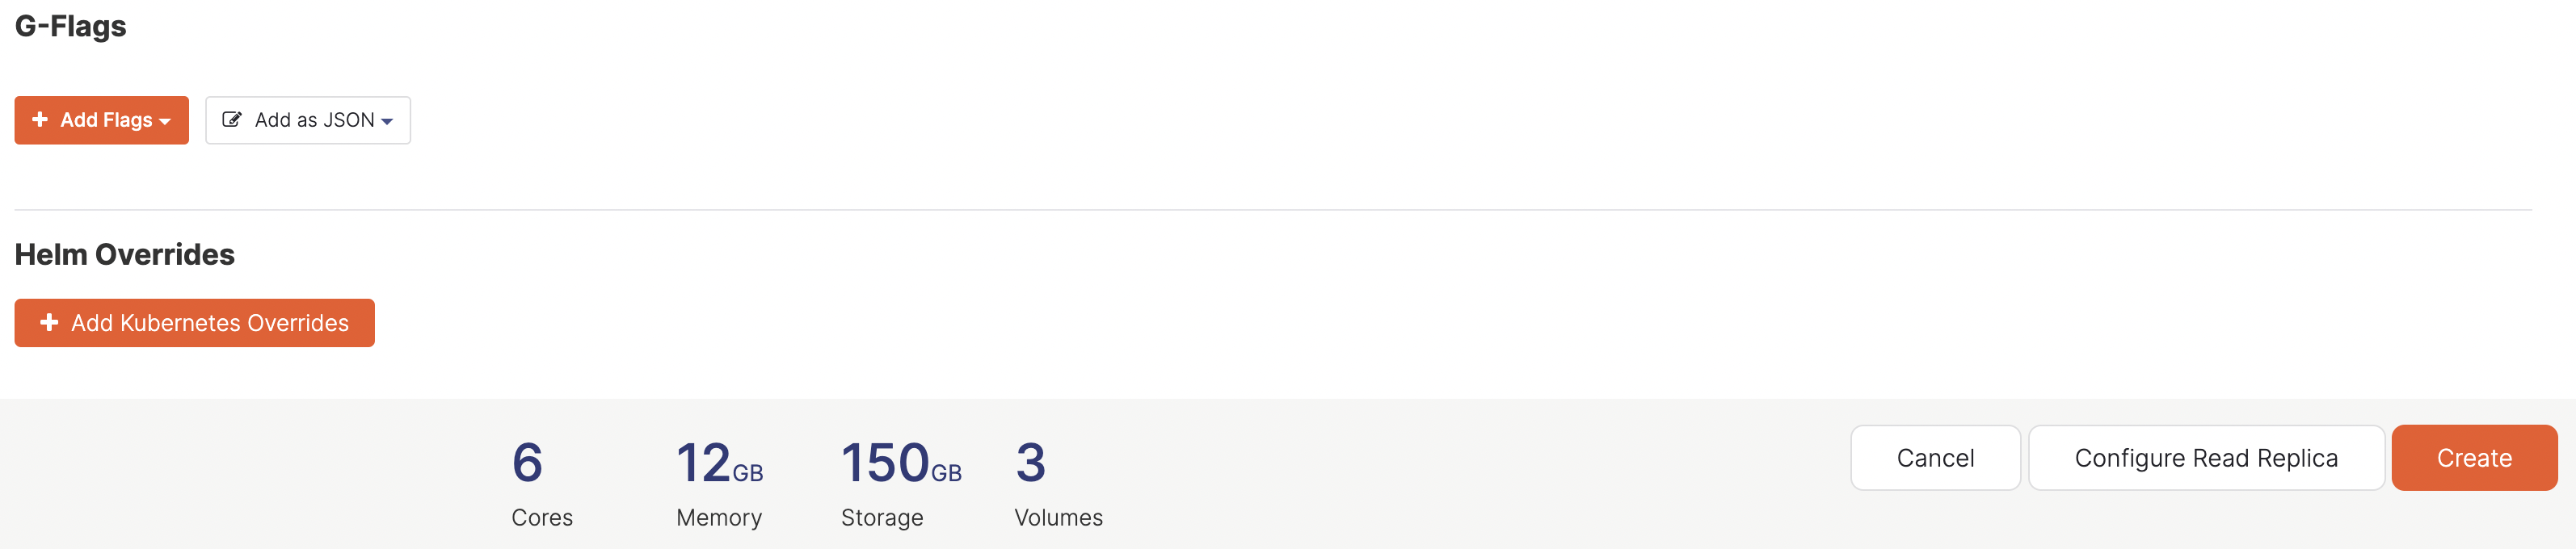 G-Flags
Add Flags
Add as JSON
Helm Overrides
Add Kubernetes Overrides
6 12GB 150GB 3
Cores Memory Storage Volumes
Cancel Configure Read Replica Create